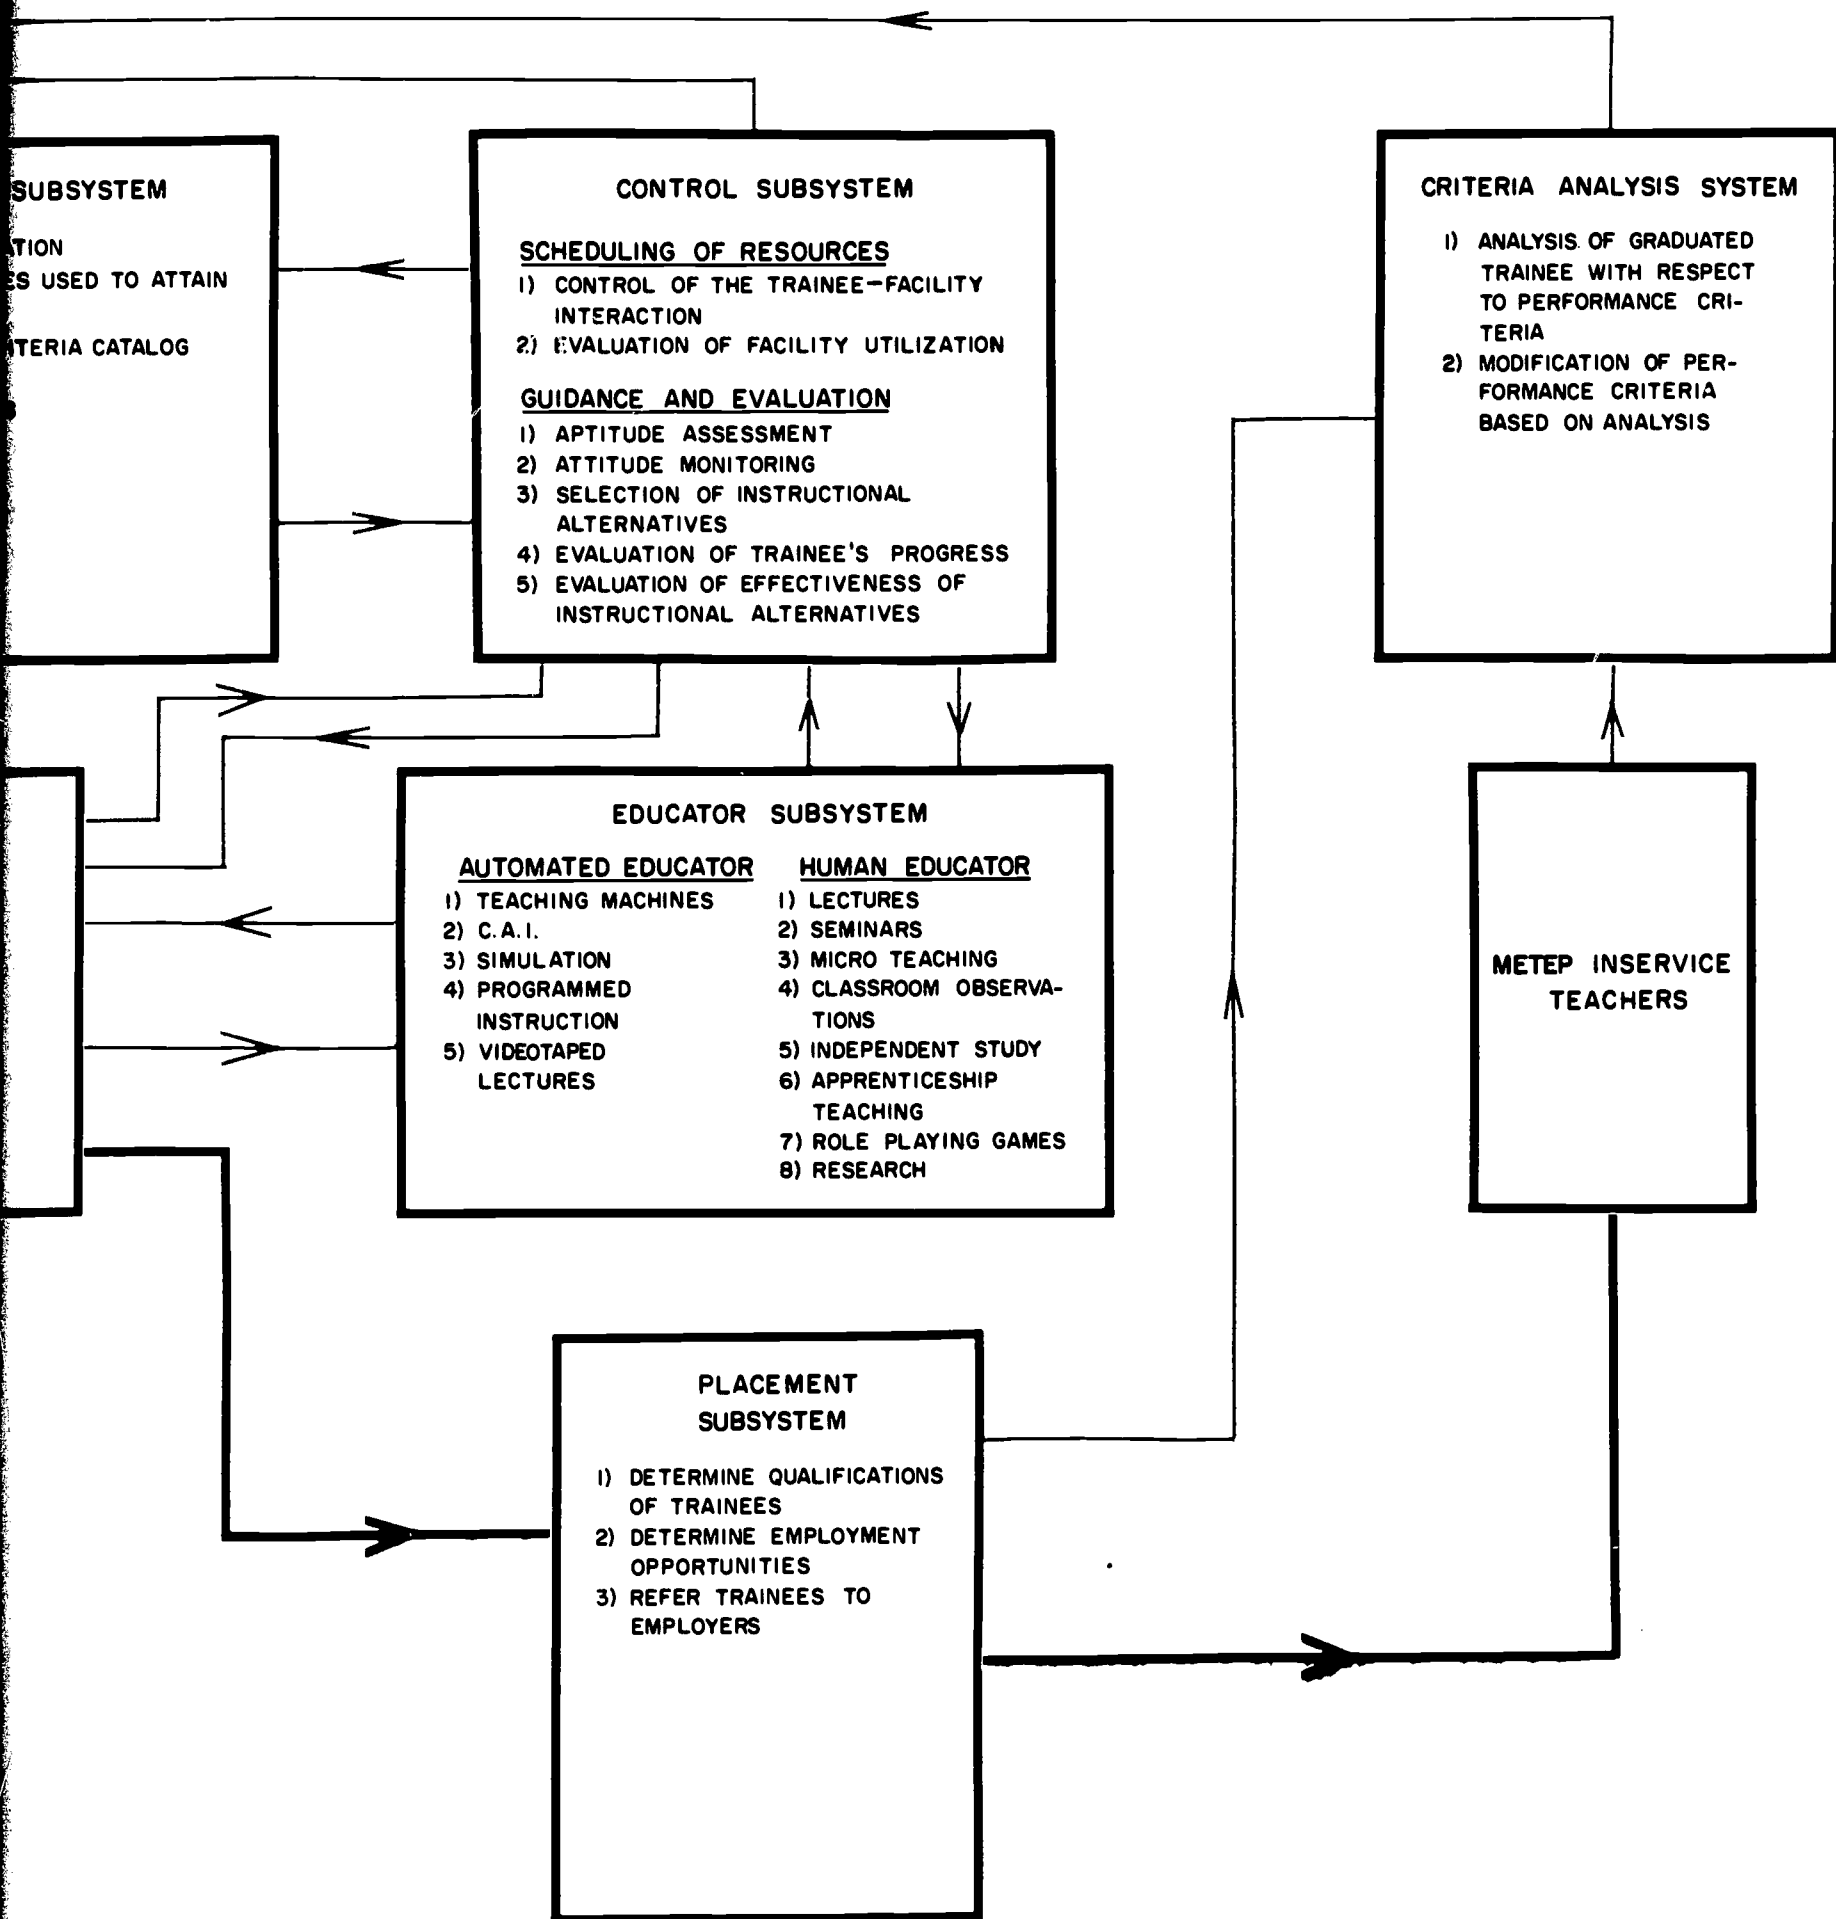 SUBSYSTEM
USED TO ATTAIN
CATALOG
CONTROL SUBSYSTEM
SCHEDULING OF RESOURCES
1) CONTROL OF THE TRAINEE-FACILITY
INTERACTION
2) EVALUATION OF FACILITY UTILIZATION
GUIDANCE AND EVALUATION
1) APTITUDE ASSESSMENT
2) ATTITUDE MONITORING
3) SELECTION OF INSTRUCTIONAL
ALTERNATIVES
4) EVALUATION OF TRAINEE'S PROGRESS
5) EVALUATION OF EFFECTIVENESS OF
INSTRUCTIONAL ALTERNATIVES
CRITERIA ANALYSIS SYSTEM
1) ANALYSIS OF GRADUATED
TRAINEE WITH RESPECT
TO PERFORMANCE CRI-
TERIA
2) MODIFICATION OF PER-
FORMANCE CRITERIA
BASED ON ANALYSIS
EDUCATOR SUBSYSTEM
AUTOMATED EDUCATOR
1) TEACHING MACHINES
2) C.A.I.
3) SIMULATION
4) PROGRAMMED
INSTRUCTION
5) VIDEOTAPED
LECTURES
HUMAN EDUCATOR
1) LECTURES
2) SEMINARS
3) MICRO TEACHING
4) CLASSROOM OBSERVA-
TIONS
5) INDEPENDENT STUDY
6) APPRENTICESHIP
TEACHING
7) ROLE PLAYING GAMES
8) RESEARCH
METEP INSERVICE
TEACHERS
PLACEMENT
SUBSYSTEM
1) DETERMINE QUALIFICATIONS
OF TRAINEES
2) DETERMINE EMPLOYMENT
OPPORTUNITIES
3) REFER TRAINEES TO
EMPLOYERS